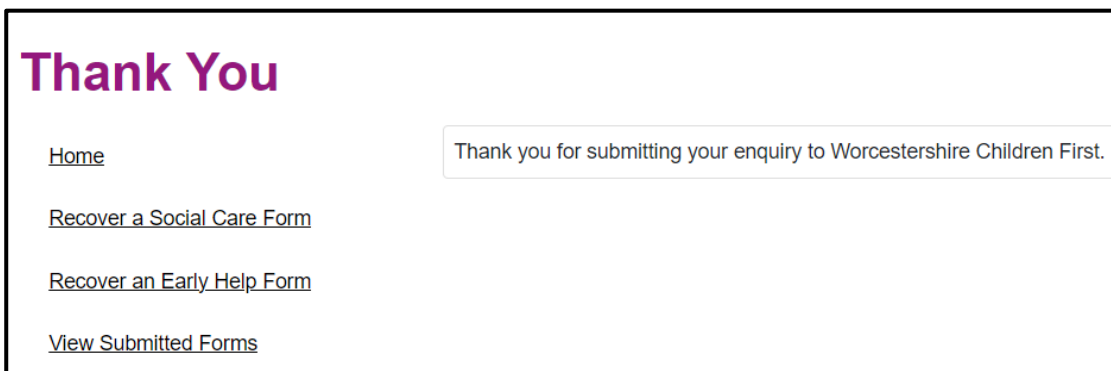 Thank You
Home
Thank you for submitting your enquiry to Worcestershire Children First.
Recover a Social Care Form
Recover an Early Help Form
View Submitted Forms